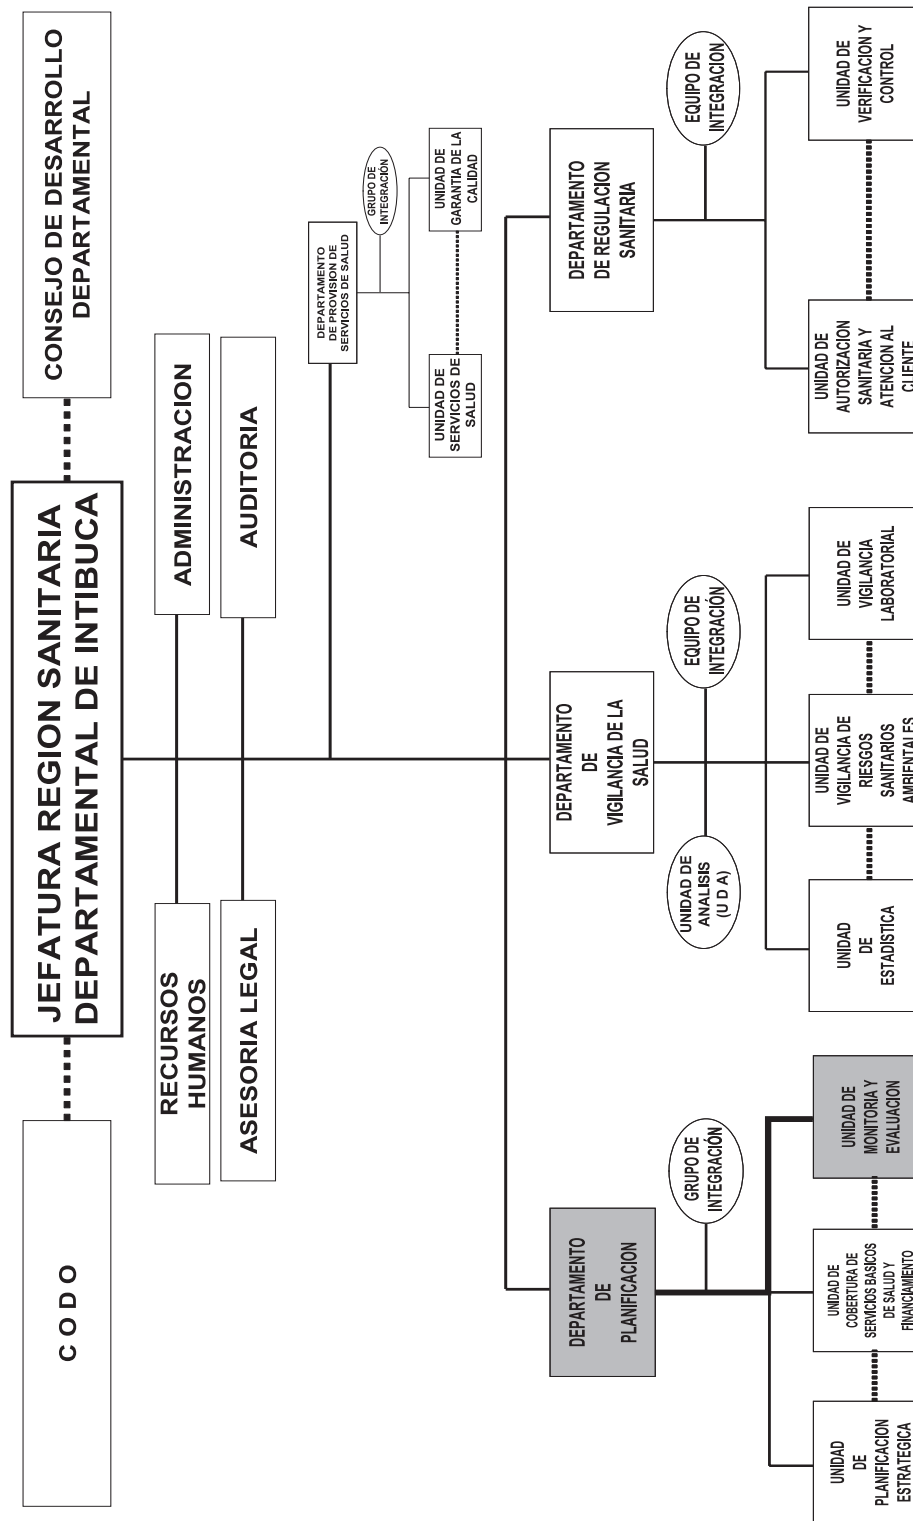 C O D O
JEFATURA REGION SANITARIA
DEPARTAMENTAL DE INTIBUCA
CONSEJO DE DESARROLLO
DEPARTAMENTAL
RECURSOS
HUMANOS
ADMINISTRACION
ASESORIA LEGAL
AUDITORIA
DEPARTAMENTO
DE PROVISION DE
SERVICIOS DE SALUD
GRUPO DE
INTEGRACIÓN
UNIDAD DE
SERVICIOS DE
SALUD
UNIDAD DE
GARANTIA DE LA
CALIDAD
DEPARTAMENTO
DE
PLANIFICACION
DEPARTAMENTO
DE
VIGILANCIA DE LA
SALUD
DEPARTAMENTO
DE REGULACION
SANITARIA
GRUPO DE
INTEGRACIÓN
UNIDAD DE
ANALISIS
(U D A)
EQUIPO DE
INTEGRACION
EQUIPO DE
INTEGRACION
UNIDAD
DE
PLANIFICACION
ESTRATEGICA
UNIDAD DE
COBERTURA DE
SERVICIOS BASICOS
DE SALUD Y
FINANCIAMIENTO
UNIDAD DE
MONITORIA Y
EVALUACION
UNIDAD
DE
ESTADISTICA
UNIDAD DE
VIGILANCIA DE
RIESGOS
SANITARIOS
AMBIENTALES
UNIDAD DE
VIGILANCIA
LABORATORIAL
UNIDAD DE
AUTORIZACION
SANITARIA Y
ATENCION AL
CLIENTE
UNIDAD DE
VERIFICACION Y
CONTROL